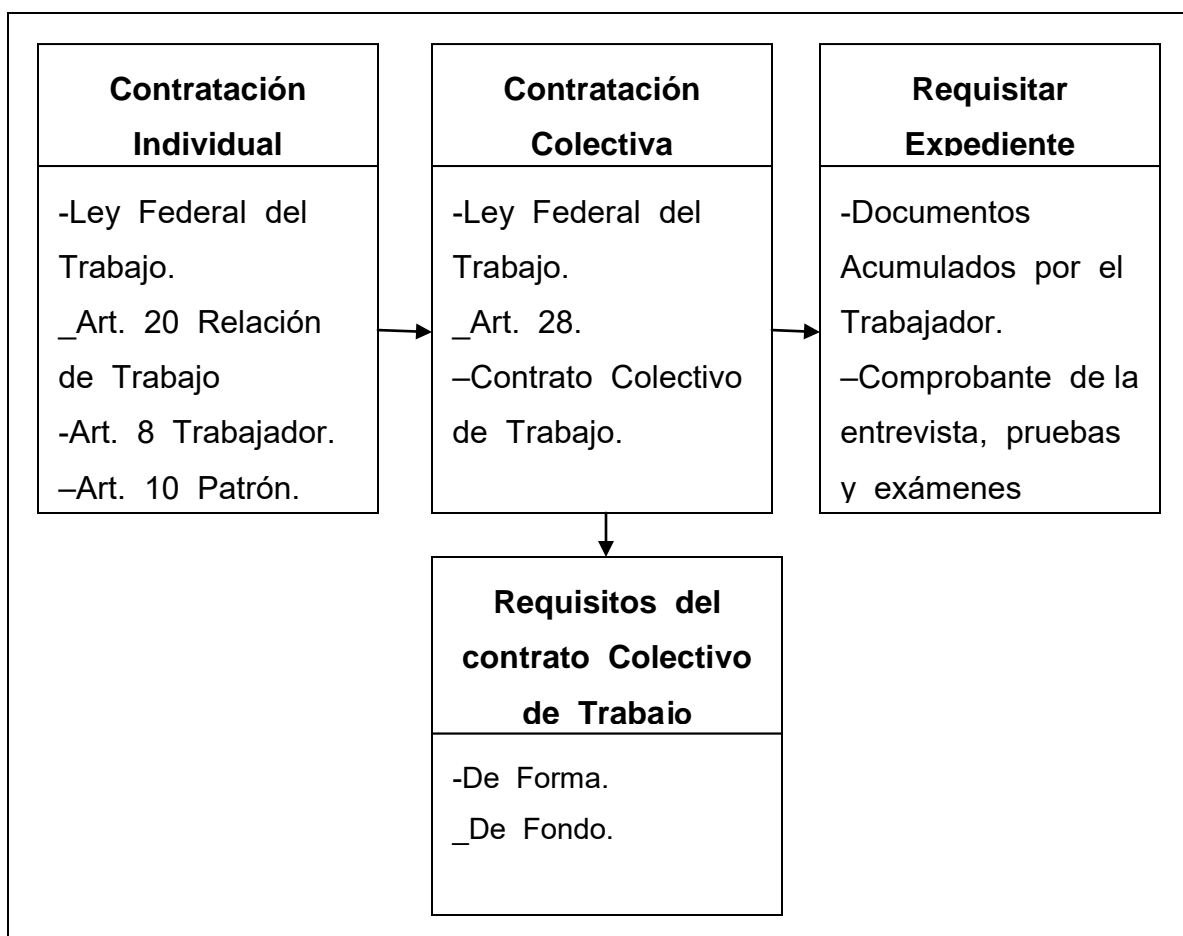 Contratación
Individual
-Ley Federal del
Trabajo.
_Art. 20 Relación
de Trabajo
-Art. 8 Trabajador.
–Art. 10 Patrón.
Contratación
Colectiva
-Ley Federal del
Trabajo.
_Art. 28.
–Contrato Colectivo
de Trabajo.
Requisitar
Expediente
-Documentos
Acumulados por el
Trabajador.
–Comprobante de la
entrevista, pruebas
y exámenes
Requisitos del
contrato Colectivo
de Trabajo
-De Forma.
_De Fondo.